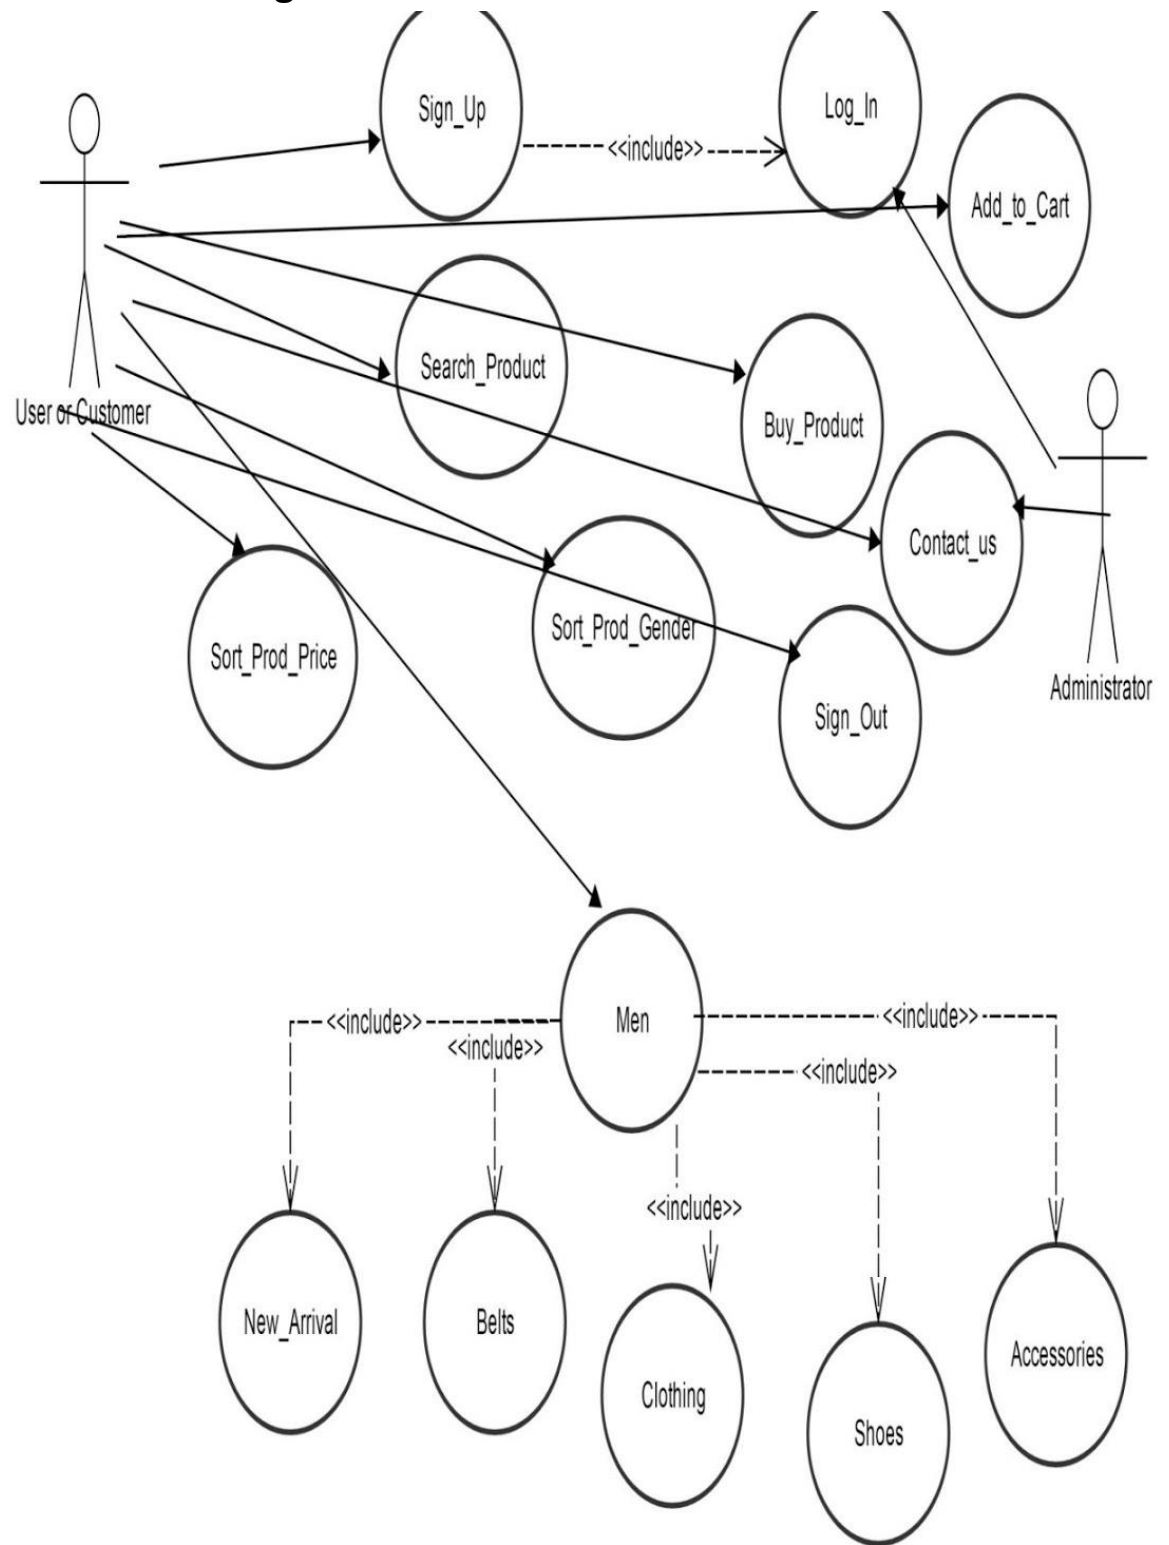 Sign_Up
Log_In
<<include>>
Add_to_Cart
Search_Product
User or Customer
Buy_Product
Contact_us
Sort_Prod_Gender
Sort_Prod_Price
Administrator
Sign_Out
Men
<<include>>
<<include>>
<<include>>
<<include>>
<<include>>
New_Arrival
Belts
Clothing
Shoes
Accessories